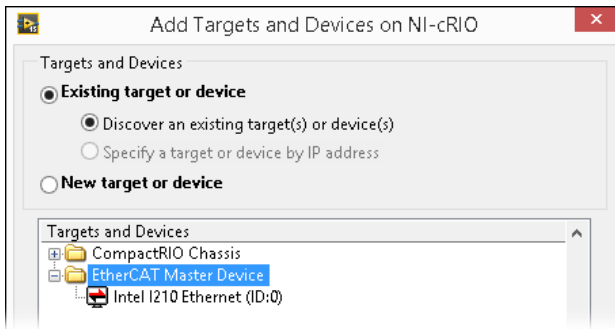 Add Targets and Devices on NI-cRIO
Targets and Devices
Existing target or device
Discover an existing target(s) or device(s)
Specify a target or device by IP address
New target or device
Targets and Devices
CompactRIO Chassis
EtherCAT Master Device
Intel I210 Ethernet (ID:0)